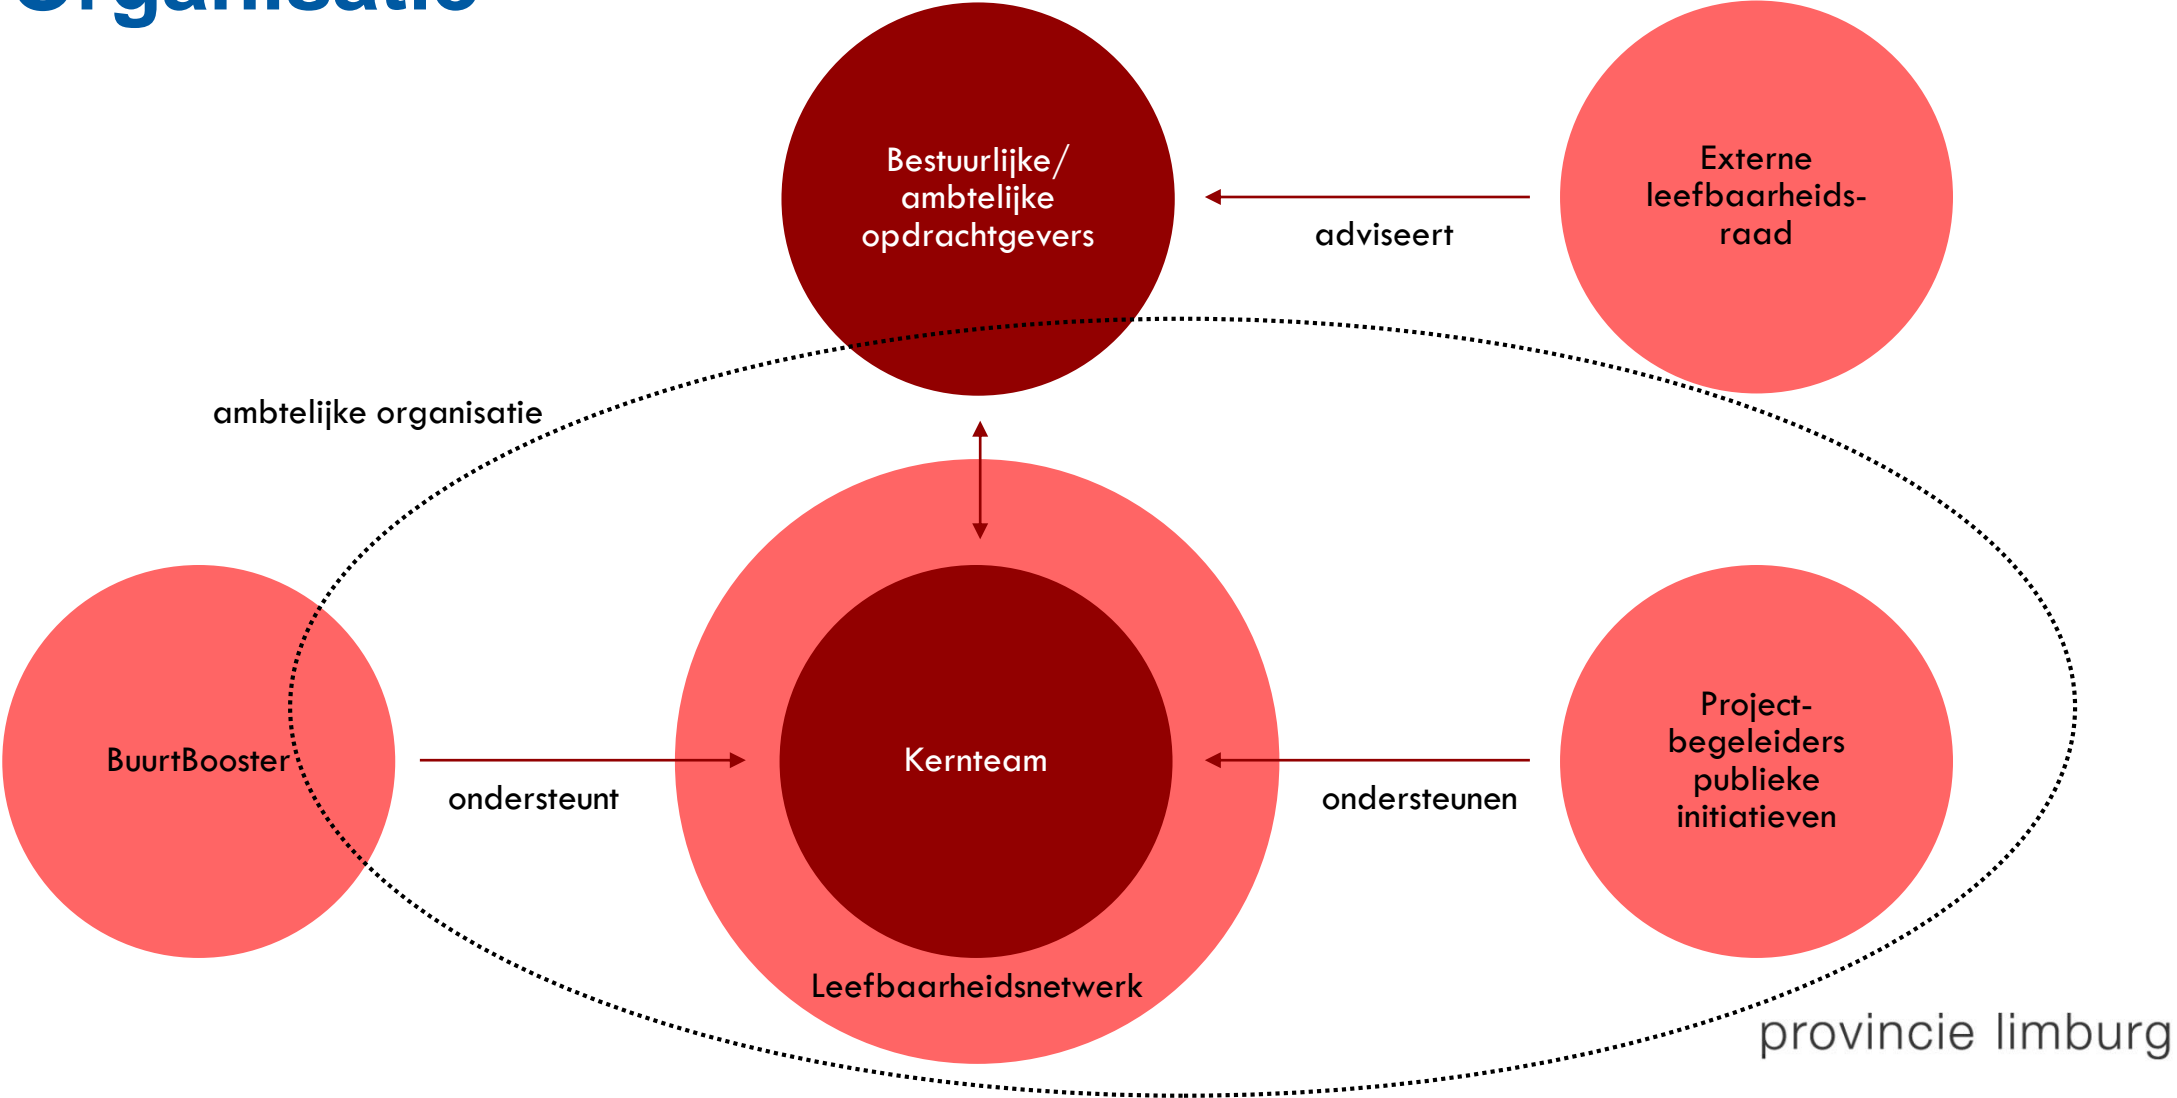 Organisatie
Bestuurlijke/
ambtelijke
opdrachtgevers
adviseert
Externe
leefbaarheids-
raad
ambtelijke organisatie
BuurtBooster
ondersteunt
Kernteam
Leefbaarheidsnetwerk
ondersteunen
Project-
begeleiders
publieke
initiatieven
provincie limburg